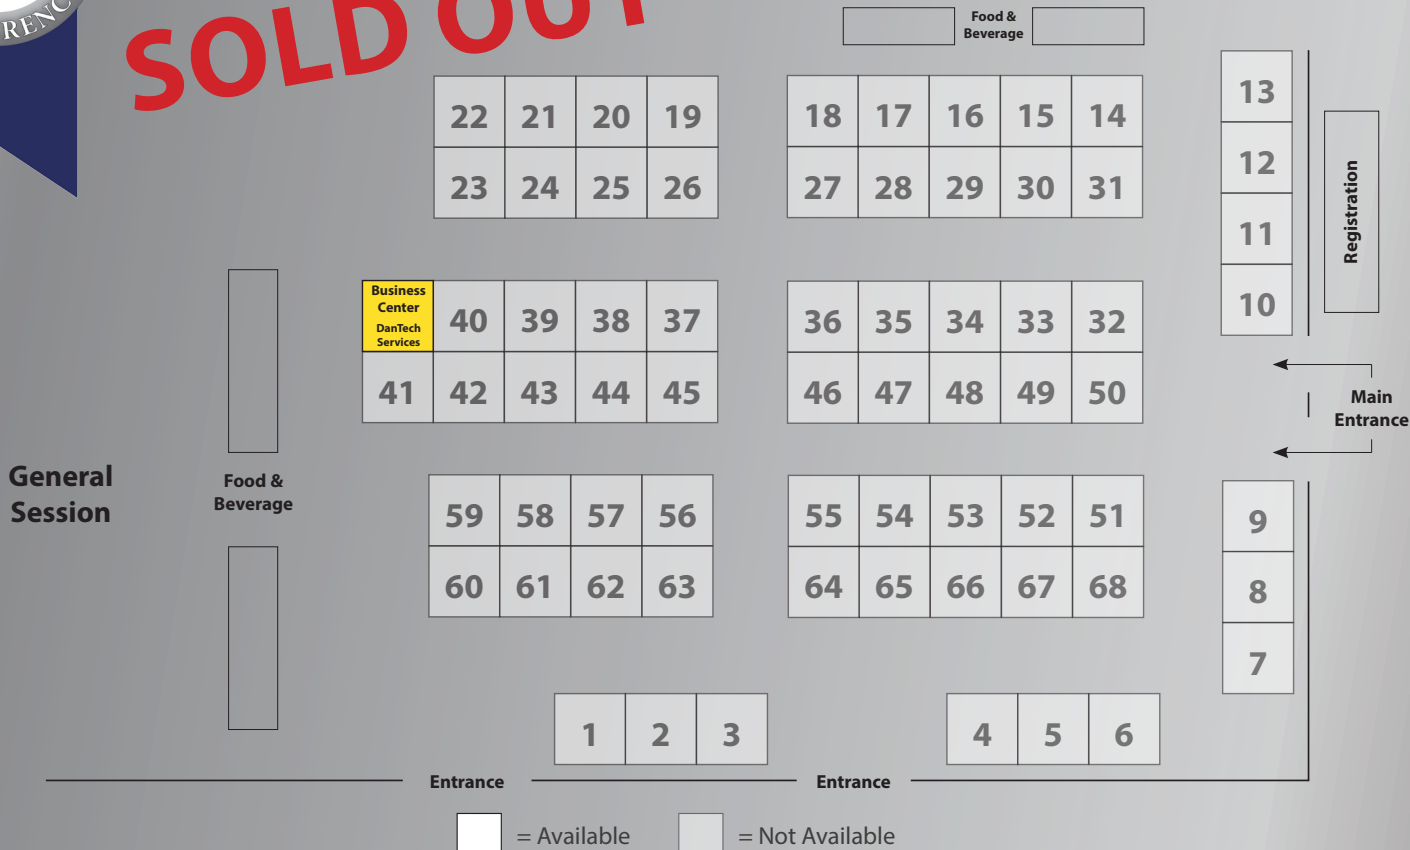 SOLD OUT
Food &
Beverage
22 21 20 19
18 17 16 15 14
23 24 25 26
27 28 29 30 31
13
12
11
10
Registration
Business
Center
DanTech
Services
40 39 38 37
36 35 34 33 32
41 42 43 44 45
46 47 48 49 50
Main
Entrance
General
Session
Food &
Beverage
59 58 57 56
55 54 53 52 51
60 61 62 63
64 65 66 67 68
9
8
7
1 2 3
4 5 6
Entrance
Entrance
= Available
= Not Available